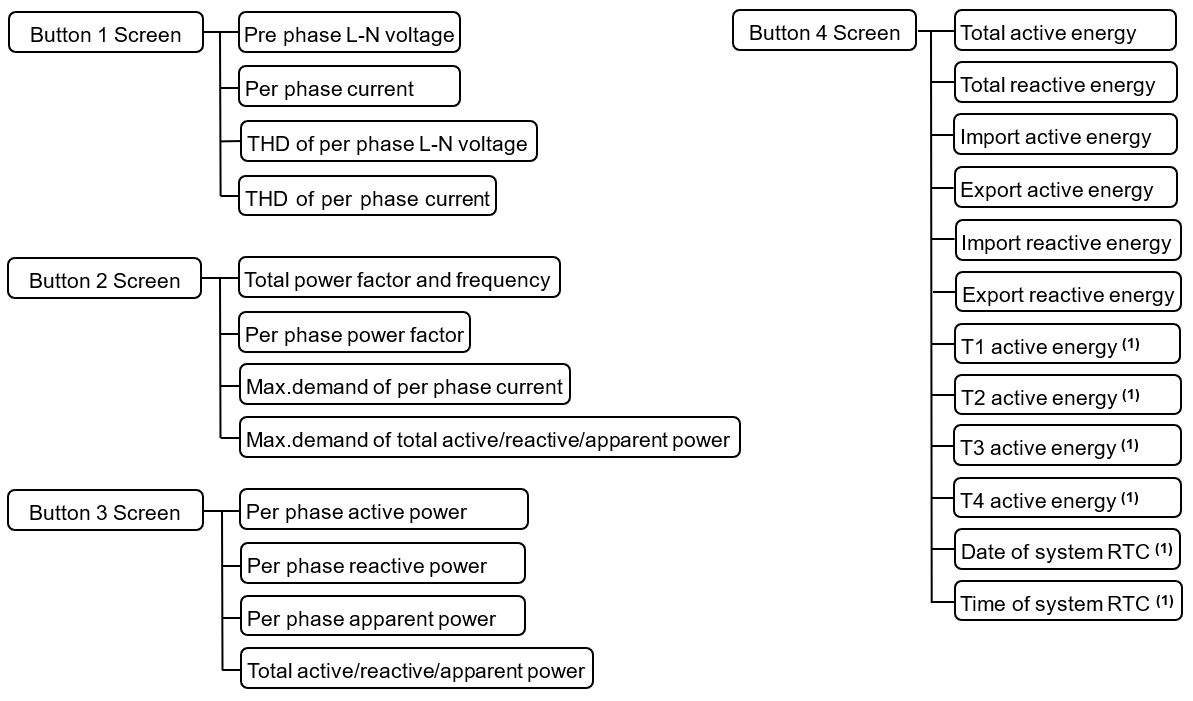 Button 1 Screen
Pre phase L-N voltage
Per phase current
THD of per phase L-N voltage
THD of per phase current
Button 2 Screen
Total power factor and frequency
Per phase power factor
Max.demand of per phase current
Max.demand of total active/reactive/apparent power
Button 3 Screen
Per phase active power
Per phase reactive power
Per phase apparent power
Total active/reactive/apparent power
Button 4 Screen
Total active energy
Total reactive energy
Import active energy
Export active energy
Import reactive energy
Export reactive energy
T1 active energy (1)
T2 active energy (1)
T3 active energy (1)
T4 active energy (1)
Date of system RTC (1)
Time of system RTC (1)